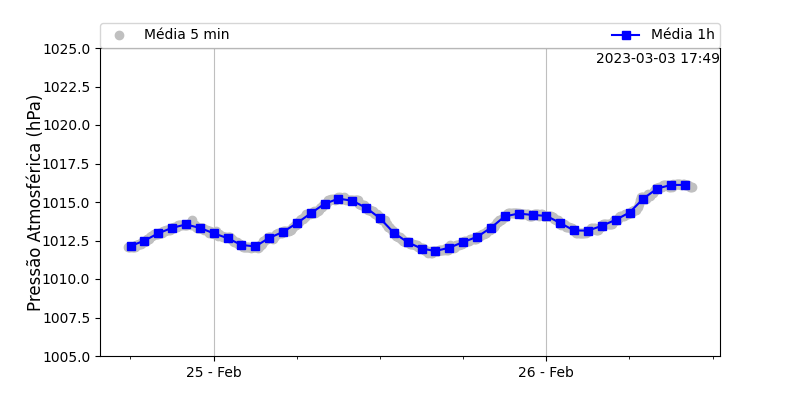 Média 5 min
Média 1h
2023-03-03 17:49
Pressão Atmosférica (hPa)
1025.0
1022.5
1020.0
1017.5
1015.0
1012.5
1010.0
1007.5
1005.0
25 - Feb
26 - Feb